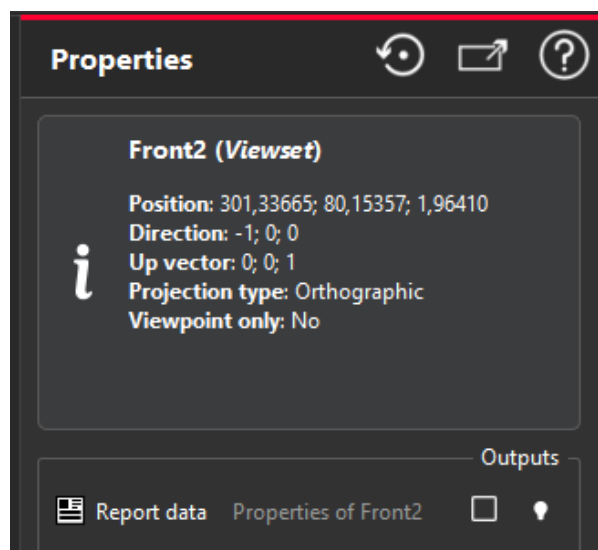 Properties
Front2 (Viewset)
Position: 301,33665; 80,15357; 1,96410
Direction: -1; 0; 0
Up vector: 0; 0; 1
Projection type: Orthographic
Viewpoint only: No
Outputs
Report data Properties of Front2